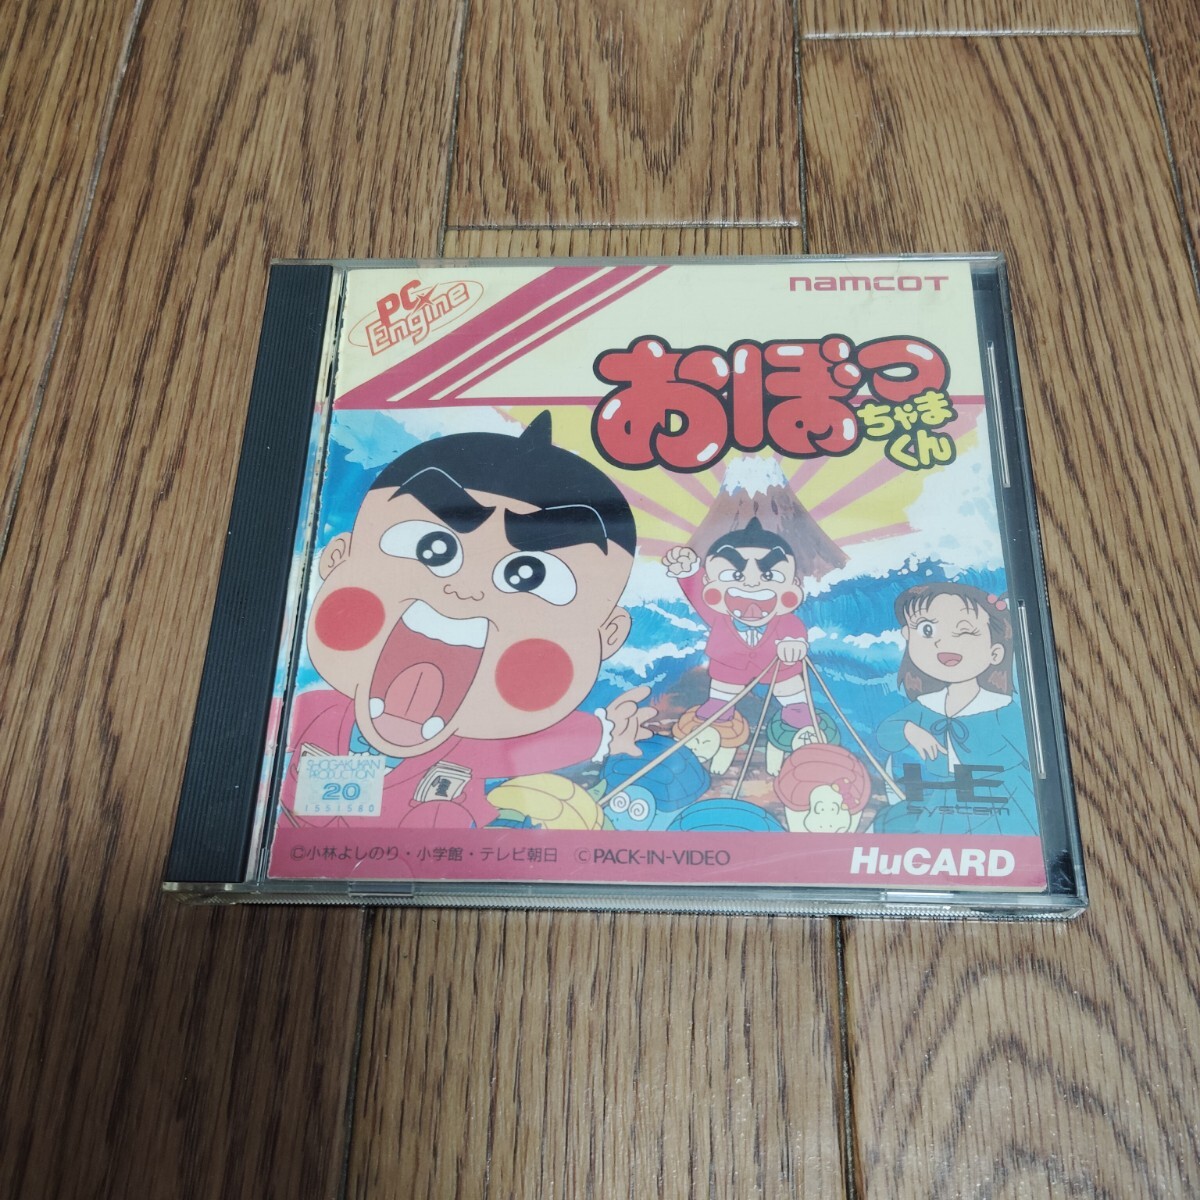 PC Engine
namcoT
おぼっ
ちゃま
くん
SHOGAKUKAN
PRODUCTION
20
1551580
HE
system
©小林よしのり・小学館・テレビ朝日 ©PACK-IN-VIDEO
HuCARD